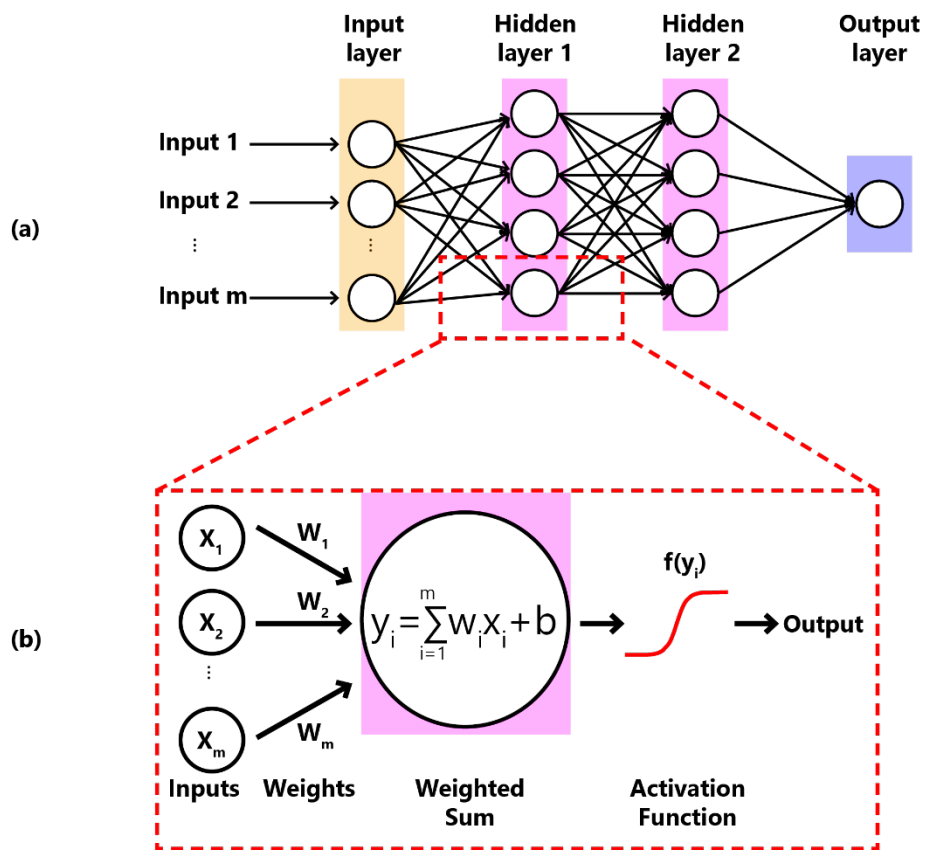 Input layer
Hidden layer 1
Hidden layer 2
Output layer
(a)
Input 1
Input 2
⋮
⋮
Input m
(b)
X₁
W₁
X₂
W₂
⋮
Xₘ
Wₘ
yᵢ=∑ᵢ₌₁ᵐ wᵢxᵢ+b
f(yᵢ)
Output
Inputs
Weights
Weighted Sum
Activation Function